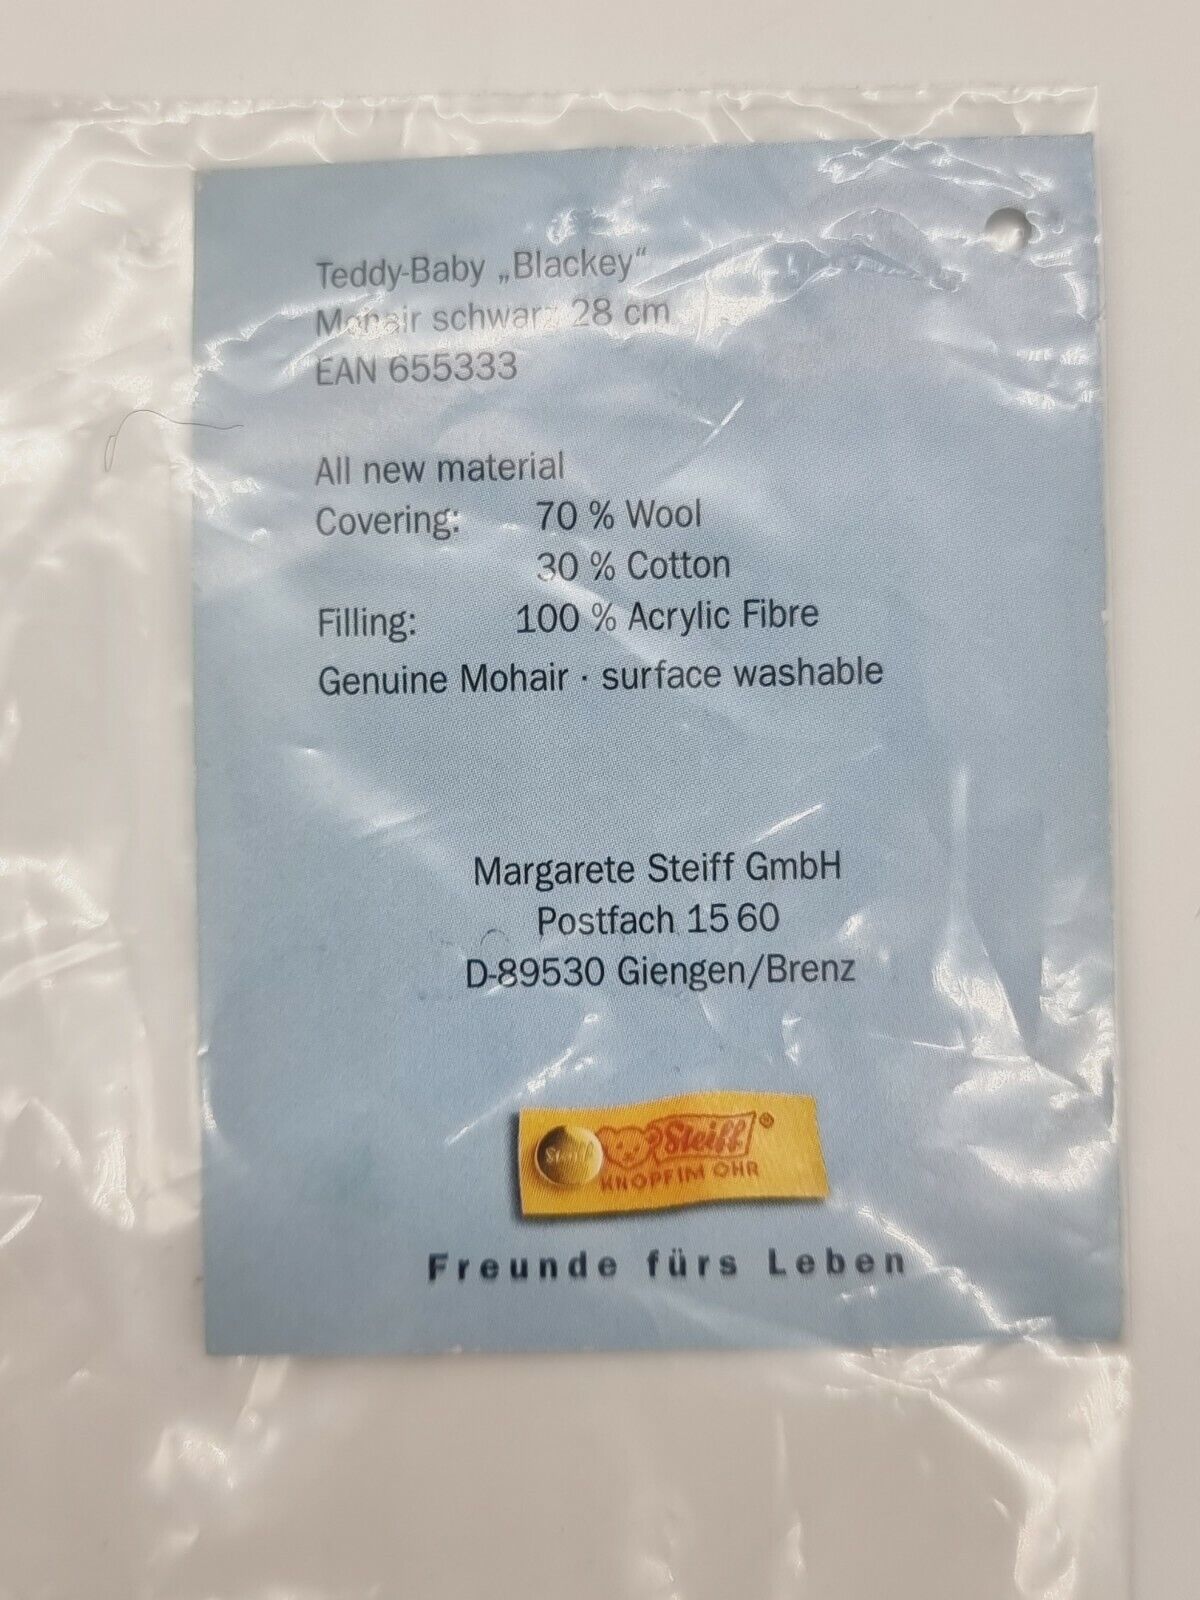 Teddy-Baby „Blackey“
Mohair schwarz 28 cm
EAN 655333
All new material
Covering: 70 % Wool
30 % Cotton
Filling: 100 % Acrylic Fibre
Genuine Mohair · surface washable
Margarete Steiff GmbH
Postfach 15 60
D-89530 Giengen/Brenz
Steiff Steiff ®
KNOPF IM OHR
Freunde fürs Leben